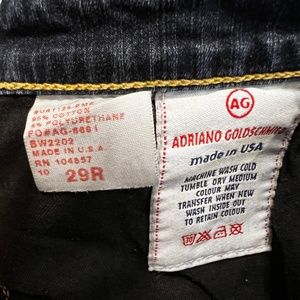 98% COTTON
2% POLYURETHANE
SW2202
MADE IN U.S.A.
RN 104857
10 29R
AG
ADRIANO GOLDSCHMIED
made in USA
MACHINE WASH COLD
TUMBLE DRY MEDIUM
COLOUR MAY
TRANSFER WHEN NEW
WASH INSIDE OUT
TO RETAIN COLOUR